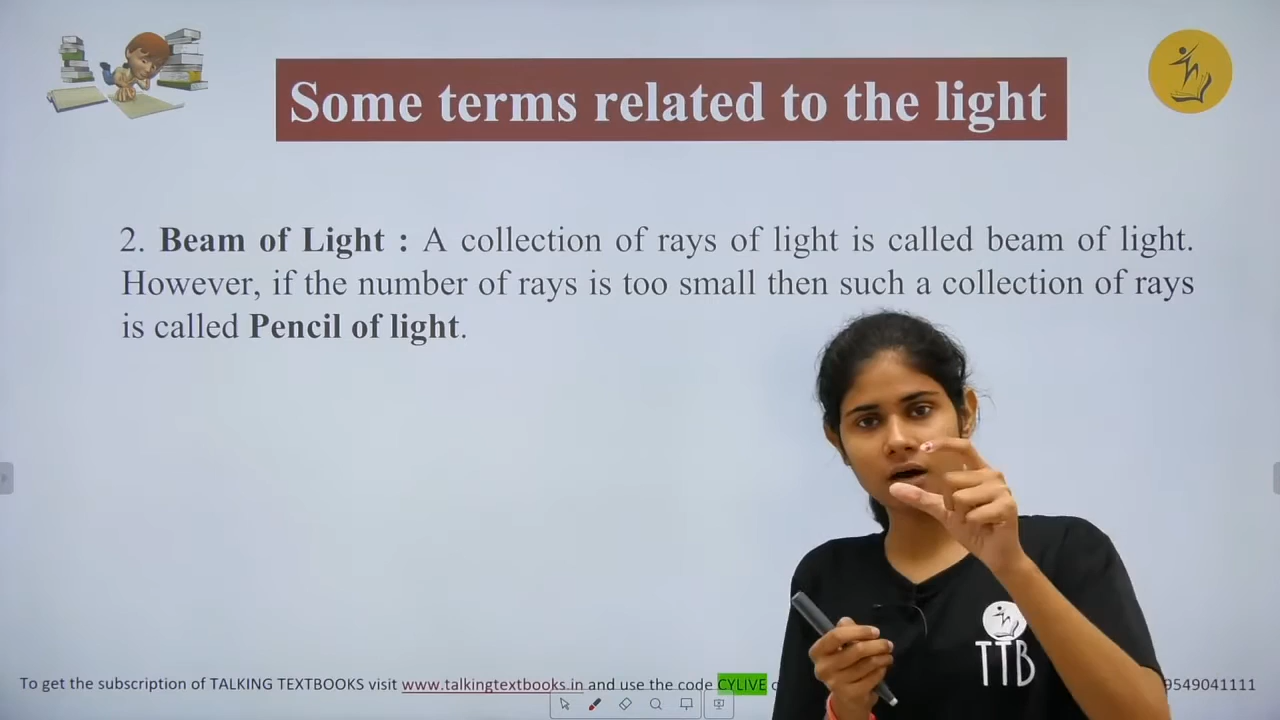 Some terms related to the light
2. Beam of Light : A collection of rays of light is called beam of light.
However, if the number of rays is too small then such a collection of rays
is called Pencil of light.
TTB
To get the subscription of TALKING TEXTBOOKS visit www.talkingtextbooks.in and use the code CYLIVE 9549041111